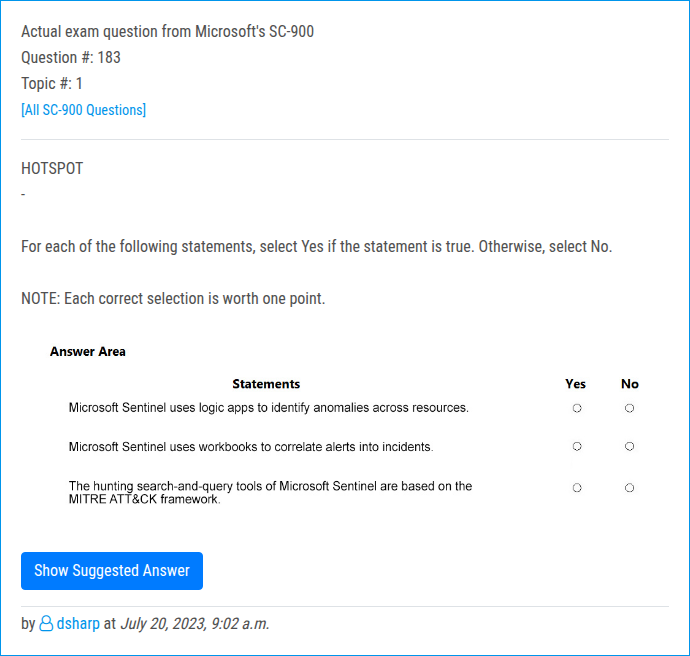 Actual exam question from Microsoft's SC-900
Question #: 183
Topic #: 1
[All SC-900 Questions]
HOTSPOT
-
For each of the following statements, select Yes if the statement is true. Otherwise, select No.
NOTE: Each correct selection is worth one point.
Answer Area
Statements Yes No
Microsoft Sentinel uses logic apps to identify anomalies across resources.
Microsoft Sentinel uses workbooks to correlate alerts into incidents.
The hunting search-and-query tools of Microsoft Sentinel are based on the
MITRE ATT&CK framework.
Show Suggested Answer
by dsharp at July 20, 2023, 9:02 a.m.